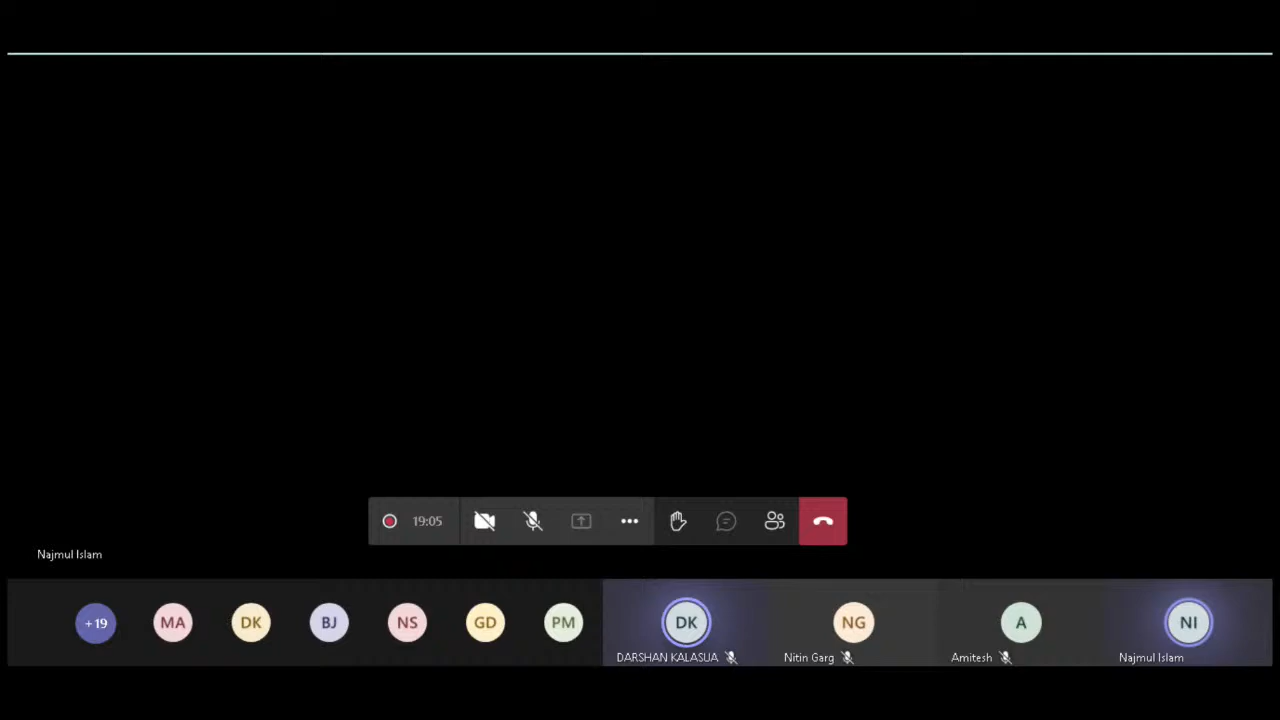 19:05
Najmul Islam
+19
MA
DK
BJ
NS
GD
PM
DK
NG
A
NI
DARSHAN KALASUA
Nitin Garg
Amitesh
Najmul Islam